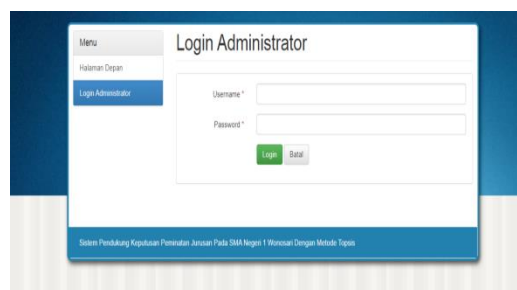 Menu
Halaman Depan
Login Administrator
Login Administrator
Username *
Password *
Login Batal
Sistem Pendukung Keputusan Peminatan Jurusan Pada SMA Negeri 1 Wonosari Dengan Metode Topsis